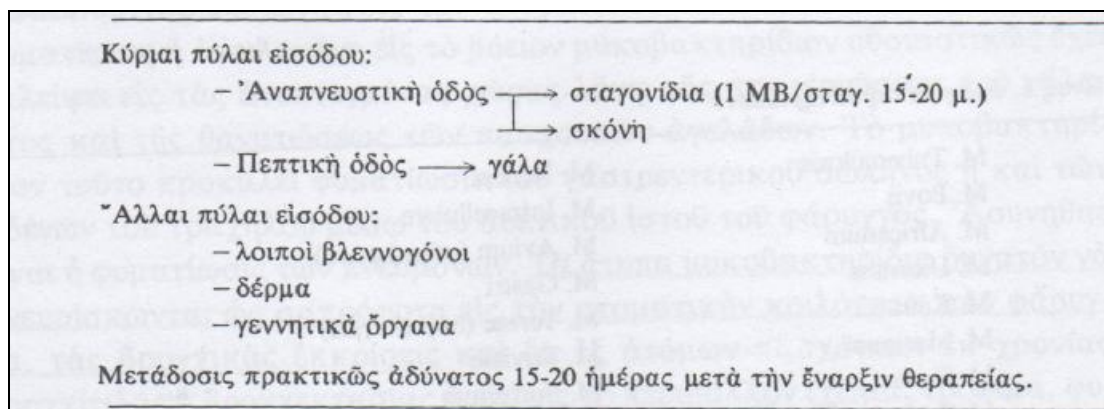 Κύριαι πύλαι εἰσόδου:
– Ἀναπνευστικὴ ὁδὸς → σταγονίδια (1 MB/σταγ. 15-20 μ.)
→ σκόνη
– Πεπτικὴ ὁδὸς → γάλα
Ἄλλαι πύλαι εἰσόδου:
– λοιποὶ βλεννογόνοι
– δέρμα
– γεννητικὰ ὄργανα
Μετάδοσις πρακτικῶς ἀδύνατος 15-20 ἡμέρας μετὰ τὴν ἔναρξιν θεραπείας.